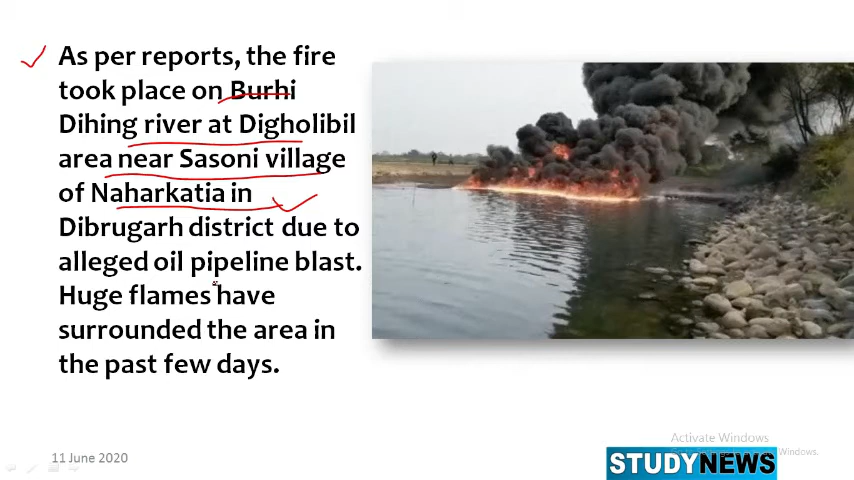 As per reports, the fire
took place on Burhi
Dihing river at Digholibil
area near Sasoni village
of Naharkatia in
Dibrugarh district due to
alleged oil pipeline blast.
Huge flames have
surrounded the area in
the past few days.
11 June 2020
Activate Windows
Windows.
STUDYNEWS